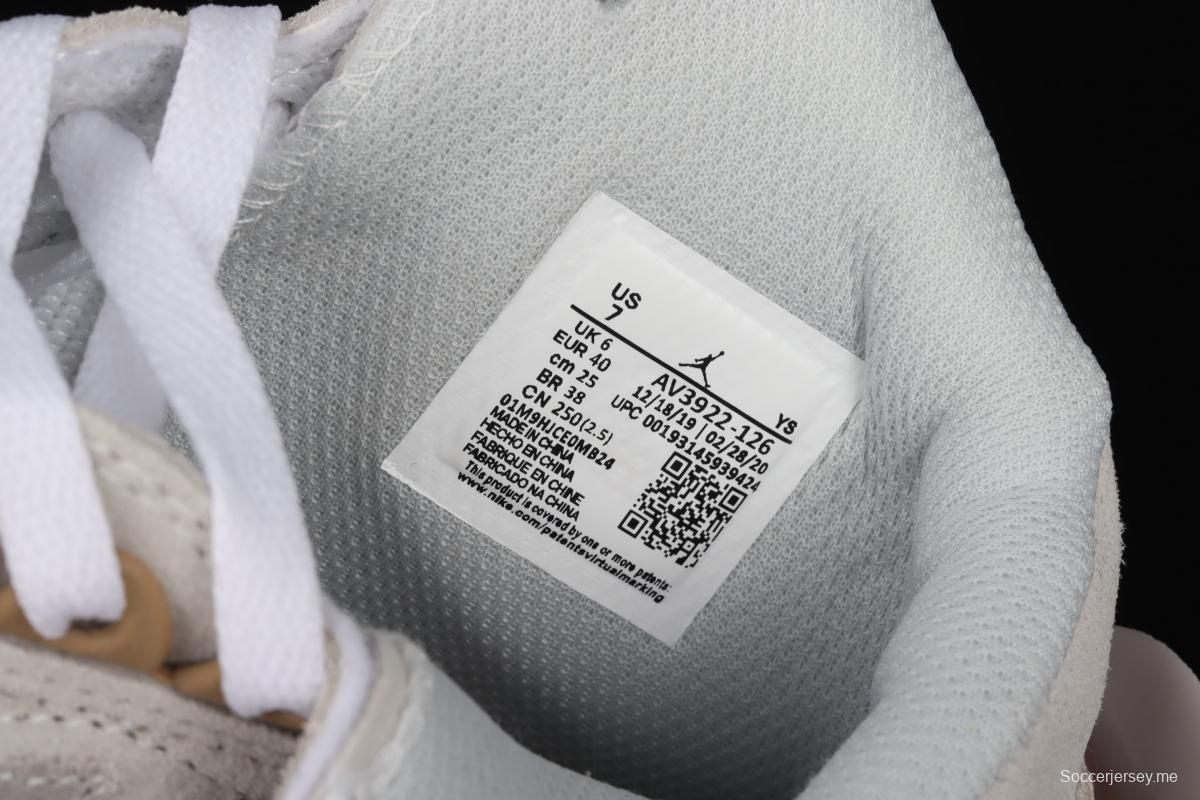 US
7
UK 6
EUR 40
cm 25
BR 38
CN 250(2.5)
AV3922-126 YS
12/18/19 | 02/28/20
UPC 00193145939424
01M9HJCE0MB24
MADE IN CHINA
HECHO EN CHINA
FABRIQUE EN CHINE
FABRICADO NA CHINA
This product is covered by one or more patents:
www.nike.com/patentsvirtualmarking
Soccerjersey.me